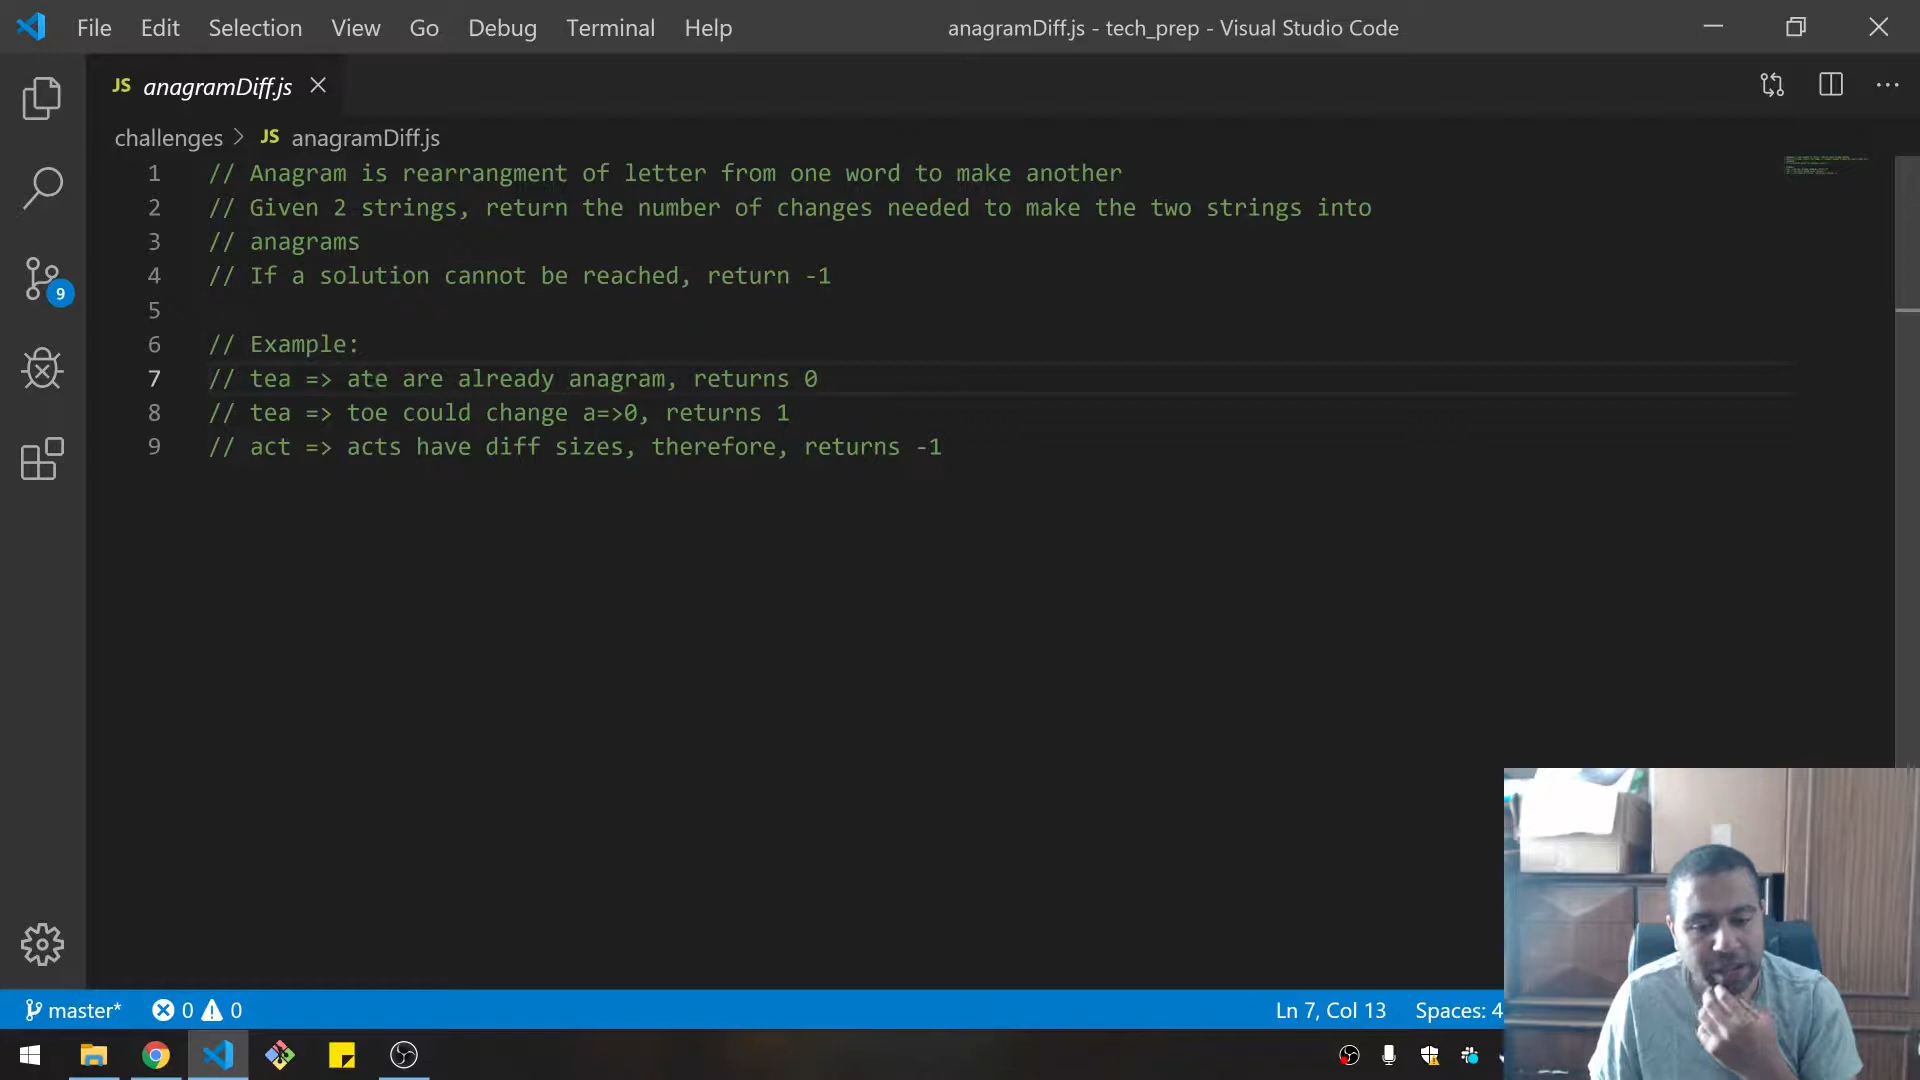 File Edit Selection View Go Debug Terminal Help
anagramDiff.js - tech_prep - Visual Studio Code
JS anagramDiff.js
challenges > JS anagramDiff.js
1 // Anagram is rearrangment of letter from one word to make another
2 // Given 2 strings, return the number of changes needed to make the two strings into
3 // anagrams
4 // If a solution cannot be reached, return -1
5
6 // Example:
7 // tea => ate are already anagram, returns 0
8 // tea => toe could change a=>0, returns 1
9 // act => acts have diff sizes, therefore, returns -1
9
master* 0 0 Ln 7, Col 13 Spaces: 4